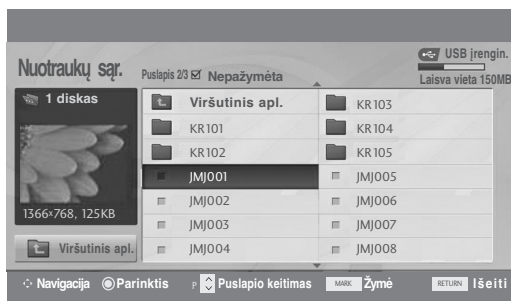 Nuotraukų sąr.
Puslapis 2/3 Nepažymėta
USB įrengin.
Laisva vieta 150MB
1 diskas
1366×768, 125KB
Viršutinis apl.
Viršutinis apl.
KR101
KR102
JMJ001
JMJ002
JMJ003
JMJ004
KR103
KR104
KR105
JMJ005
JMJ006
JMJ007
JMJ008
Navigacija Parinktis P Puslapio keitimas MARK Žymė RETURN Išeiti